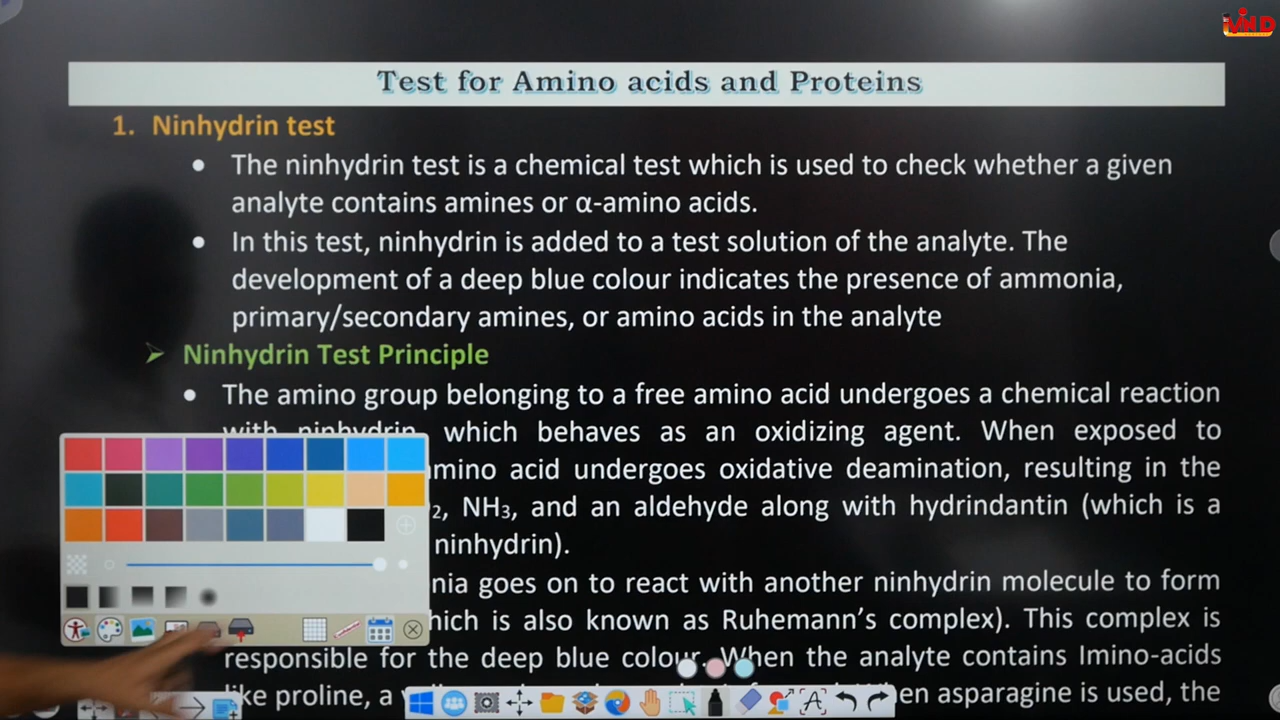 iVHD
Test for Amino acids and Proteins
1. Ninhydrin test
• The ninhydrin test is a chemical test which is used to check whether a given
analyte contains amines or α-amino acids.
• In this test, ninhydrin is added to a test solution of the analyte. The
development of a deep blue colour indicates the presence of ammonia,
primary/secondary amines, or amino acids in the analyte
➢ Ninhydrin Test Principle
• The amino group belonging to a free amino acid undergoes a chemical reaction
with ninhydrin, which behaves as an oxidizing agent. When exposed to
amino acid undergoes oxidative deamination, resulting in the
₂, NH₃, and an aldehyde along with hydrindantin (which is a
ninhydrin).
nia goes on to react with another ninhydrin molecule to form
hich is also known as Ruhemann’s complex). This complex is
responsible for the deep blue colour. When the analyte contains Imino-acids
like proline, a
en asparagine is used, the